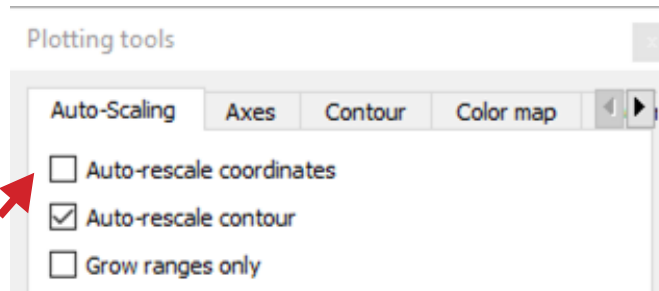 Plotting tools
Auto-Scaling Axes Contour Color map
Auto-rescale coordinates
Auto-rescale contour
Grow ranges only